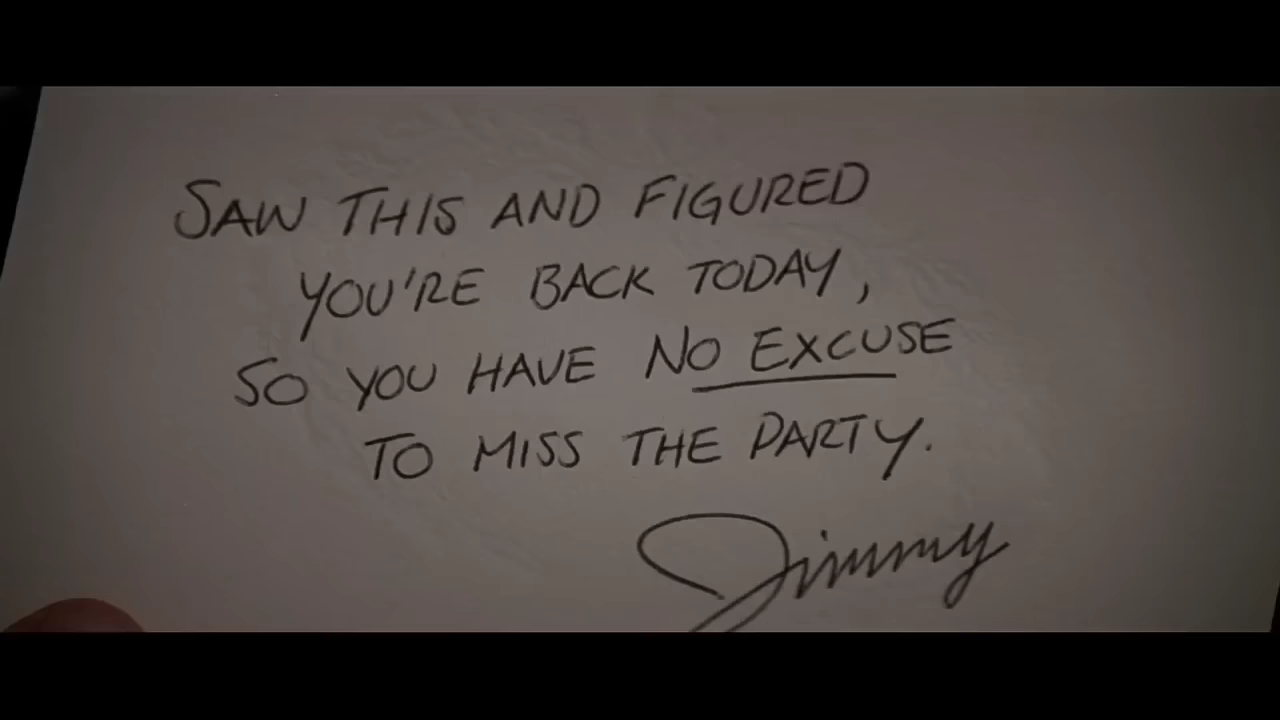 SAW THIS AND FIGURED
YOU'RE BACK TODAY,
SO YOU HAVE NO EXCUSE
TO MISS THE PARTY.
Jimmy